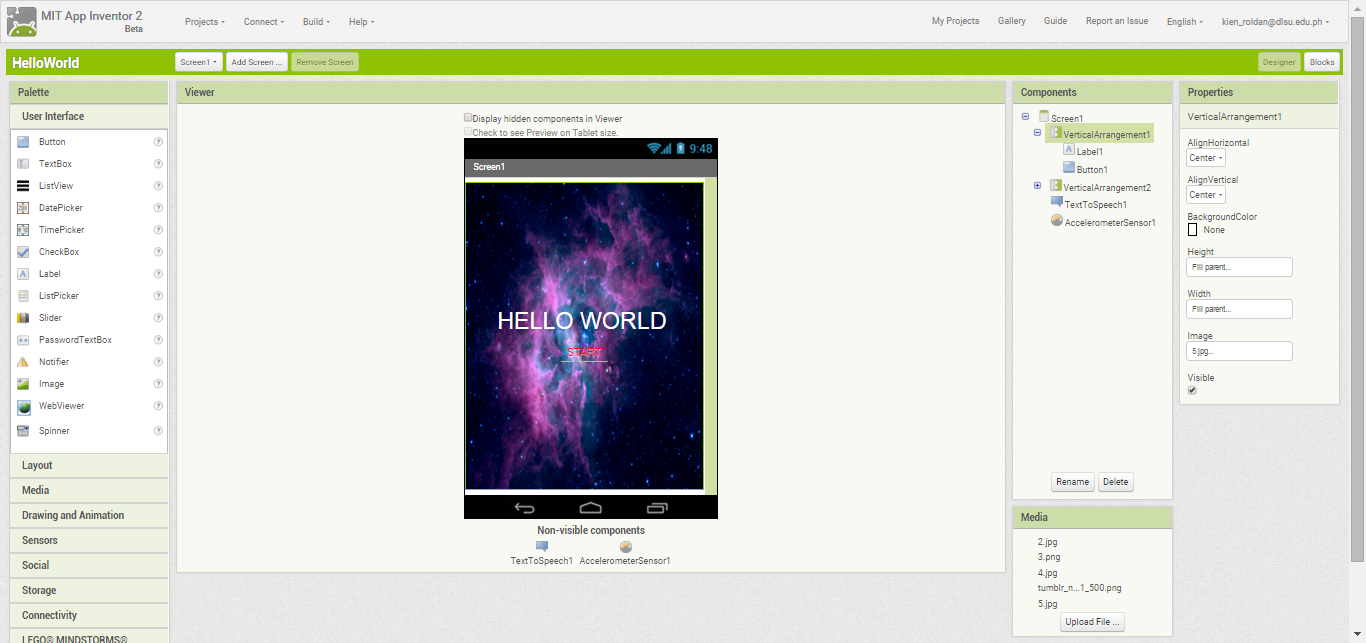 MIT App Inventor 2
Beta
Projects Connect Build Help
My Projects Gallery Guide Report an Issue English kien_roldan@dlsu.edu.ph
HelloWorld
Screen1 Add Screen ... Remove Screen
Designer Blocks
Palette
User Interface
Button
TextBox
ListView
DatePicker
TimePicker
CheckBox
Label
ListPicker
Slider
PasswordTextBox
Notifier
Image
WebViewer
Spinner
Layout
Media
Drawing and Animation
Sensors
Social
Storage
Connectivity
LEGO® MINDSTORMS®
Viewer
Display hidden components in Viewer
Check to see Preview on Tablet size.
9:48
Screen1
HELLO WORLD
START
Non-visible components
TextToSpeech1 AccelerometerSensor1
Components
Screen1
VerticalArrangement1
Label1
Button1
VerticalArrangement2
TextToSpeech1
AccelerometerSensor1
Rename Delete
Media
2.jpg
3.png
4.jpg
tumblr_n...1_500.png
5.jpg
Upload File ...
Properties
VerticalArrangement1
AlignHorizontal
Center
AlignVertical
Center
BackgroundColor
None
Height
Fill parent...
Width
Fill parent...
Image
5.jpg...
Visible